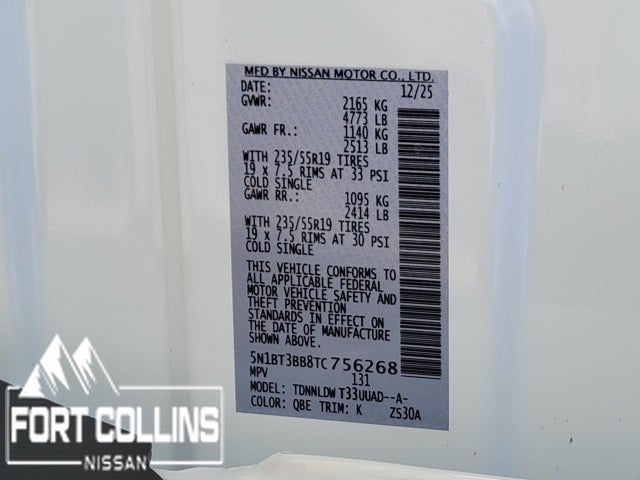 MFD BY NISSAN MOTOR CO., LTD.
DATE: 12/25
GVWR: 2165 KG
4773 LB
GAWR FR.: 1140 KG
2513 LB
WITH 235/55R19 TIRES
19 x 7.5 RIMS AT 33 PSI
COLD SINGLE
GAWR RR.: 1095 KG
2414 LB
WITH 235/55R19 TIRES
19 x 7.5 RIMS AT 30 PSI
COLD SINGLE
THIS VEHICLE CONFORMS TO
ALL APPLICABLE FEDERAL
MOTOR VEHICLE SAFETY AND
THEFT PREVENTION
STANDARDS IN EFFECT ON
THE DATE OF MANUFACTURE
SHOWN ABOVE.
5N1BT3BB8TC756268
MPV 131
MODEL: TDNNLDW T33UUAD--A-
COLOR: QBE TRIM: K ZS30A
FORT COLLINS
NISSAN